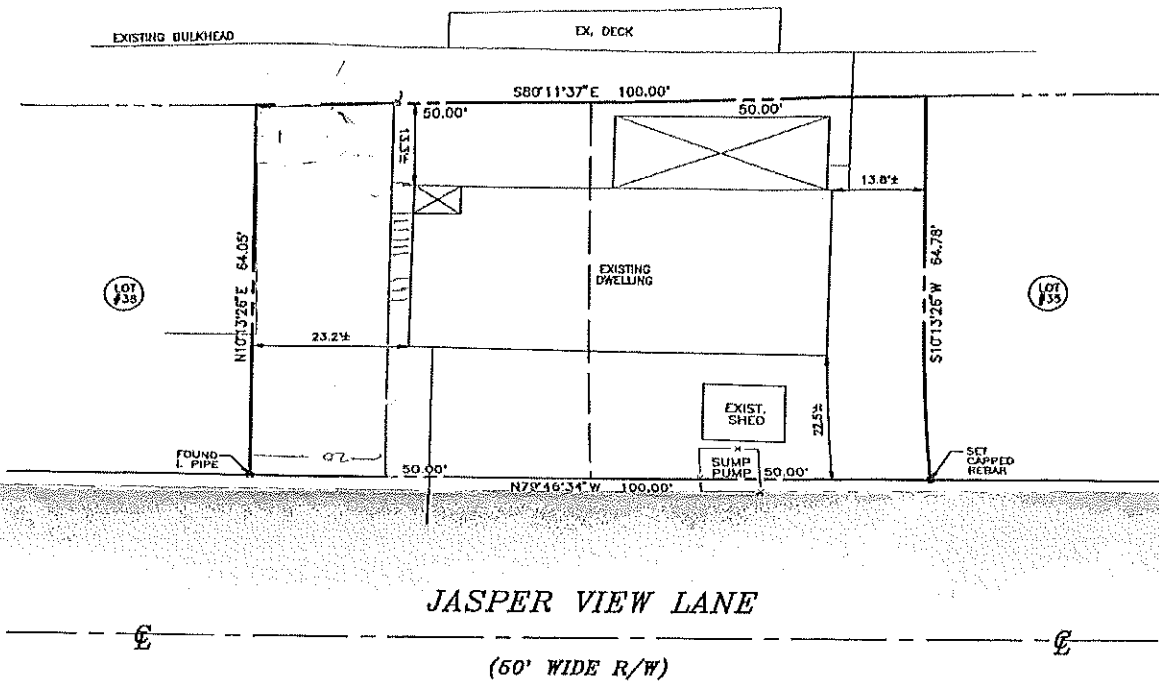 EXISTING BULKHEAD
EX. DECK
S80°11'37"E 100.00'
50.00'
50.00'
13.3'±
13.8'±
N10°13'26"E 64.05'
S10°13'26"W 64.78'
EXISTING
DWELLING
LOT
#38
LOT
#35
23.2'±
EXIST.
SHED
22.5'±
FOUND
I. PIPE
20
50.00'
SUMP
PUMP
50.00'
SET
CAPPED
REBAR
N79°46'34"W 100.00'
JASPER VIEW LANE
℄
℄
(50' WIDE R/W)